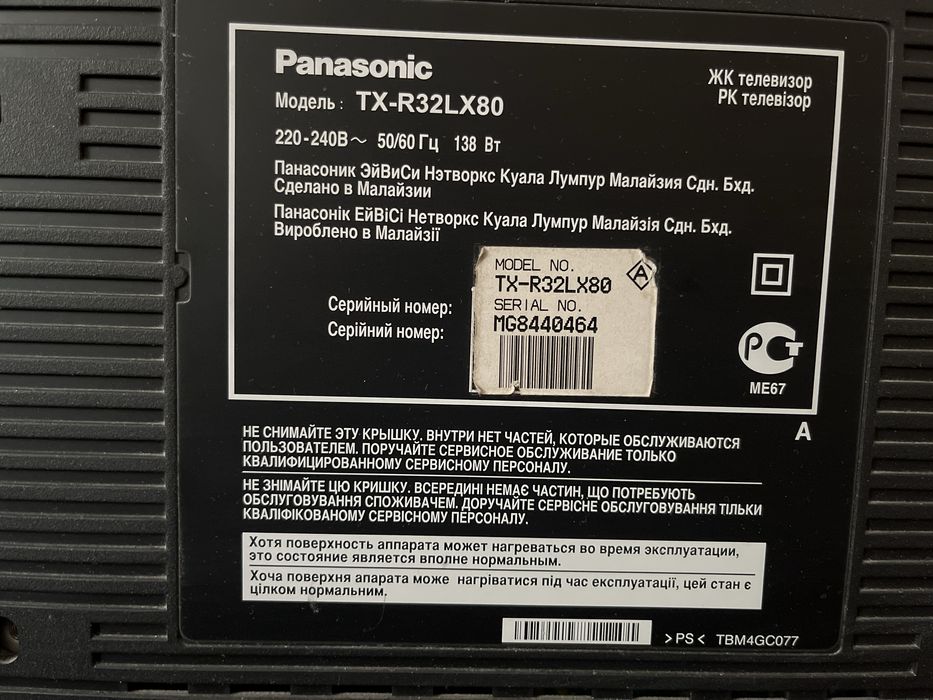 Panasonic
ЖК телевизор
РК телевізор
Модель : TX-R32LX80
220-240В ~ 50/60 Гц 138 Вт
Панасоник ЭйВиСи Нэтворкс Куала Лумпур Малайзия Сдн. Бхд.
Сделано в Малайзии
Панасонік ЕйВіСі Нетворкс Куала Лумпур Малайзія Сдн. Бхд.
Вироблено в Малайзії
MODEL NO.
A
TX-R32LX80
Серийный номер:
SERIAL NO.
Серійний номер:
MG8440464
РСТ
ME67
A
НЕ СНИМАЙТЕ ЭТУ КРЫШКУ. ВНУТРИ НЕТ ЧАСТЕЙ, КОТОРЫЕ ОБСЛУЖИВАЮТСЯ
ПОЛЬЗОВАТЕЛЕМ. ПОРУЧАЙТЕ СЕРВИСНОЕ ОБСЛУЖИВАНИЕ ТОЛЬКО
КВАЛИФИЦИРОВАННОМУ СЕРВИСНОМУ ПЕРСОНАЛУ.
НЕ ЗНІМАЙТЕ ЦЮ КРИШКУ. ВСЕРЕДИНІ НЕМАЄ ЧАСТИН, ЩО ПОТРЕБУЮТЬ
ОБСЛУГОВУВАННЯ СПОЖИВАЧЕМ. ДОРУЧАЙТЕ СЕРВІСНЕ ОБСЛУГОВУВАННЯ ТІЛЬКИ
КВАЛІФІКОВАНОМУ СЕРВІСНОМУ ПЕРСОНАЛУ.
Хотя поверхность аппарата может нагреваться во время эксплуатации,
это состояние является вполне нормальным.
Хоча поверхня апарата може нагріватися під час експлуатації, цей стан є
цілком нормальним.
>PS< TBM4GC077